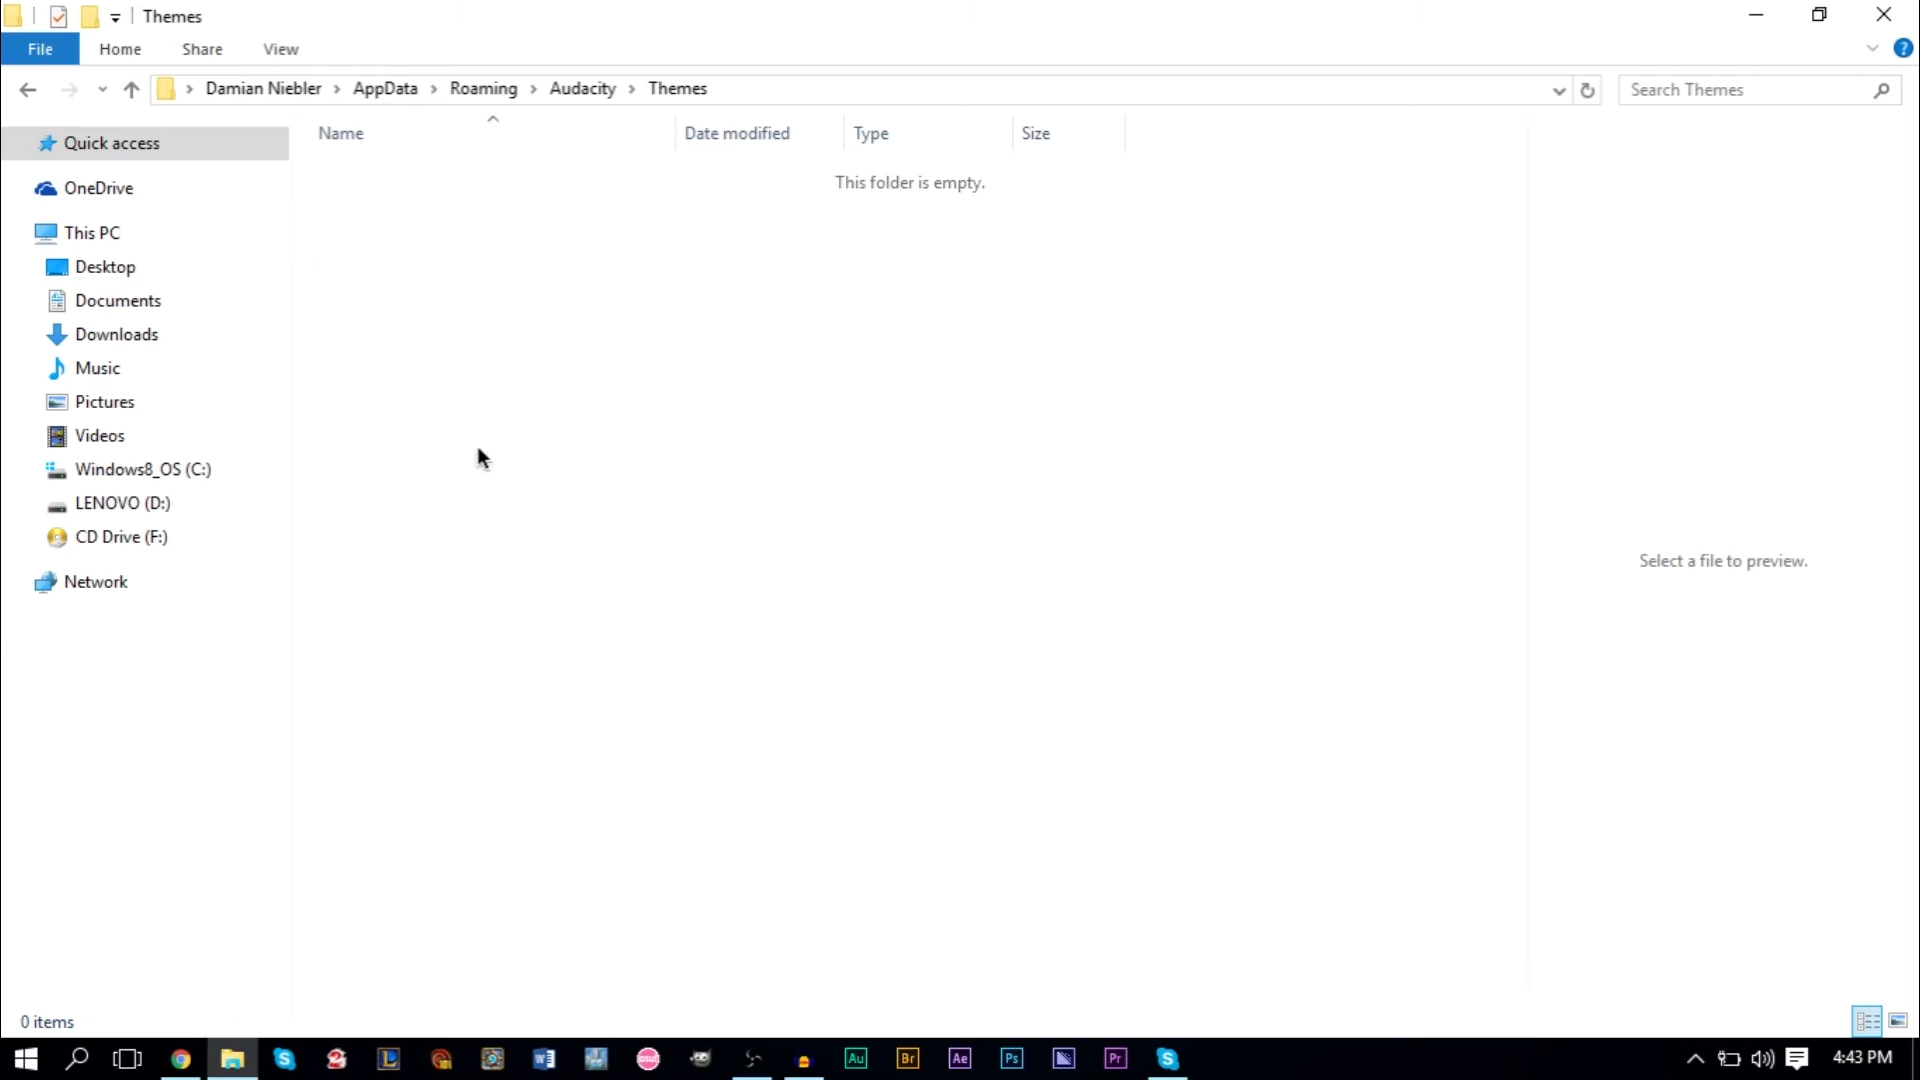 Themes
File Home Share View
Damian Niebler AppData Roaming Audacity Themes
Search Themes
Name Date modified Type Size
This folder is empty.
Quick access
OneDrive
This PC
Desktop
Documents
Downloads
Music
Pictures
Videos
Windows8_OS (C:)
LENOVO (D:)
CD Drive (F:)
Network
Select a file to preview.
0 items
Au Br Ae Ps Pr
4:43 PM